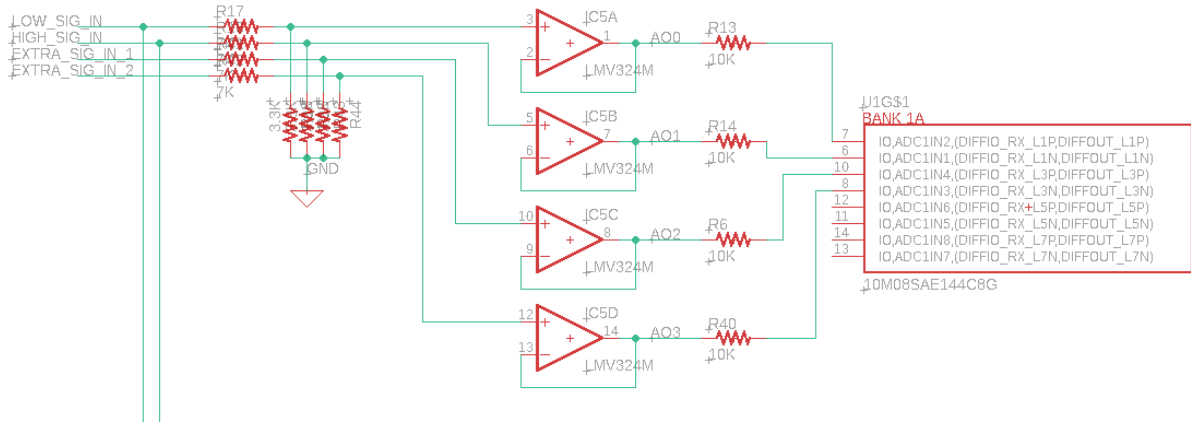 R17
LOW_SIG_IN
HIGH_SIG_IN
EXTRA_SIG_IN_1
EXTRA_SIG_IN_2
7K
3.3K
R44
GND
3
2
1
IC5A
LMV324M
AO0
R13
10K
5
6
7
IC5B
LMV324M
AO1
R14
10K
10
9
8
IC5C
LMV324M
AO2
R6
10K
12
13
14
IC5D
LMV324M
AO3
R40
10K
U1G$1
BANK 1A
7 IO,ADC1IN2,(DIFFIO_RX_L1P,DIFFOUT_L1P)
6 IO,ADC1IN1,(DIFFIO_RX_L1N,DIFFOUT_L1N)
10 IO,ADC1IN4,(DIFFIO_RX_L3P,DIFFOUT_L3P)
8 IO,ADC1IN3,(DIFFIO_RX_L3N,DIFFOUT_L3N)
12 IO,ADC1IN6,(DIFFIO_RX_L5P,DIFFOUT_L5P)
11 IO,ADC1IN5,(DIFFIO_RX_L5N,DIFFOUT_L5N)
14 IO,ADC1IN8,(DIFFIO_RX_L7P,DIFFOUT_L7P)
13 IO,ADC1IN7,(DIFFIO_RX_L7N,DIFFOUT_L7N)
10M08SAE144C8G